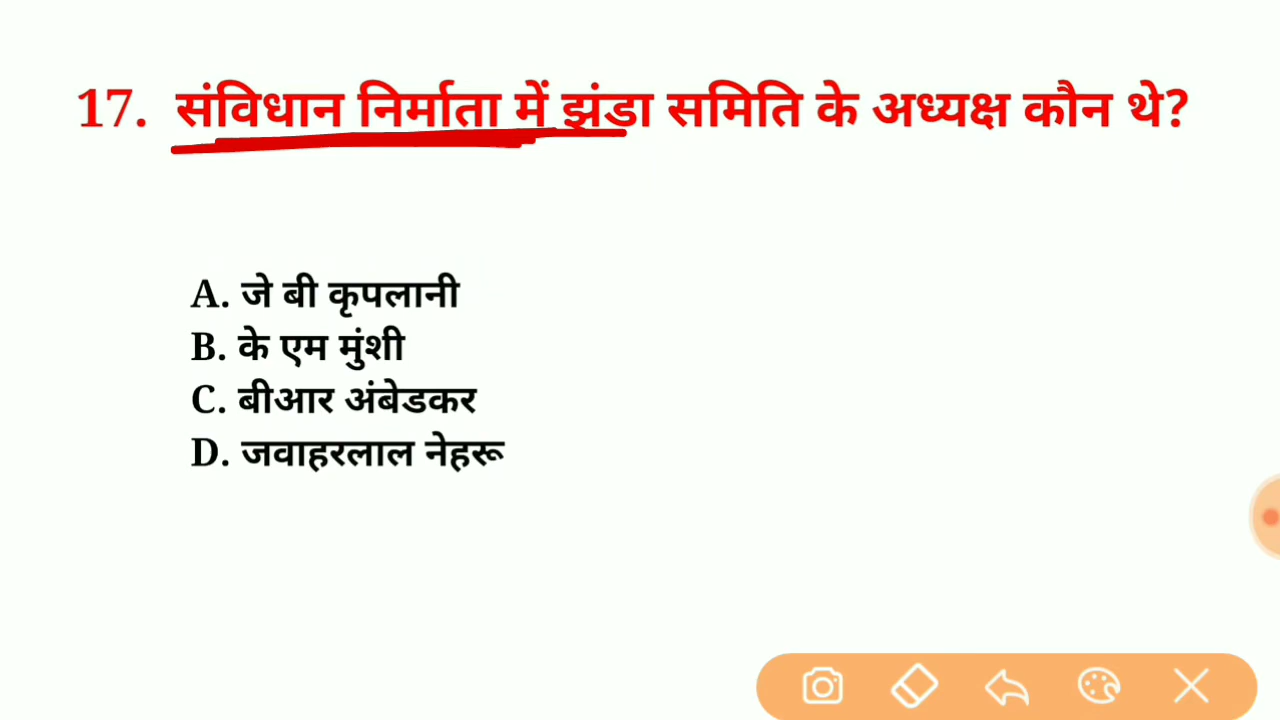 17. संविधान निर्माता में झंडा समिति के अध्यक्ष कौन थे?
A. जे बी कृपलानी
B. के एम मुंशी
C. बीआर अंबेडकर
D. जवाहरलाल नेहरू